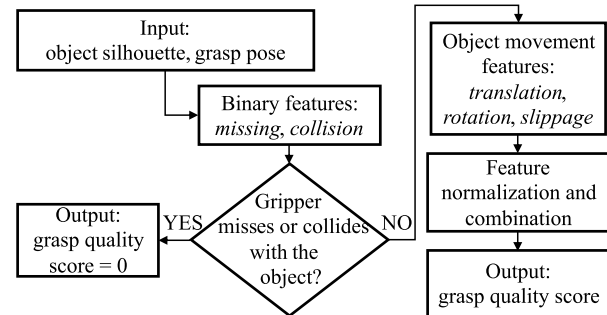 Input:
object silhouette, grasp pose
Binary features:
missing, collision
Gripper
misses or collides
with the
object?
YES
Output:
grasp quality
score = 0
NO
Object movement
features:
translation,
rotation, slippage
Feature
normalization and
combination
Output:
grasp quality score